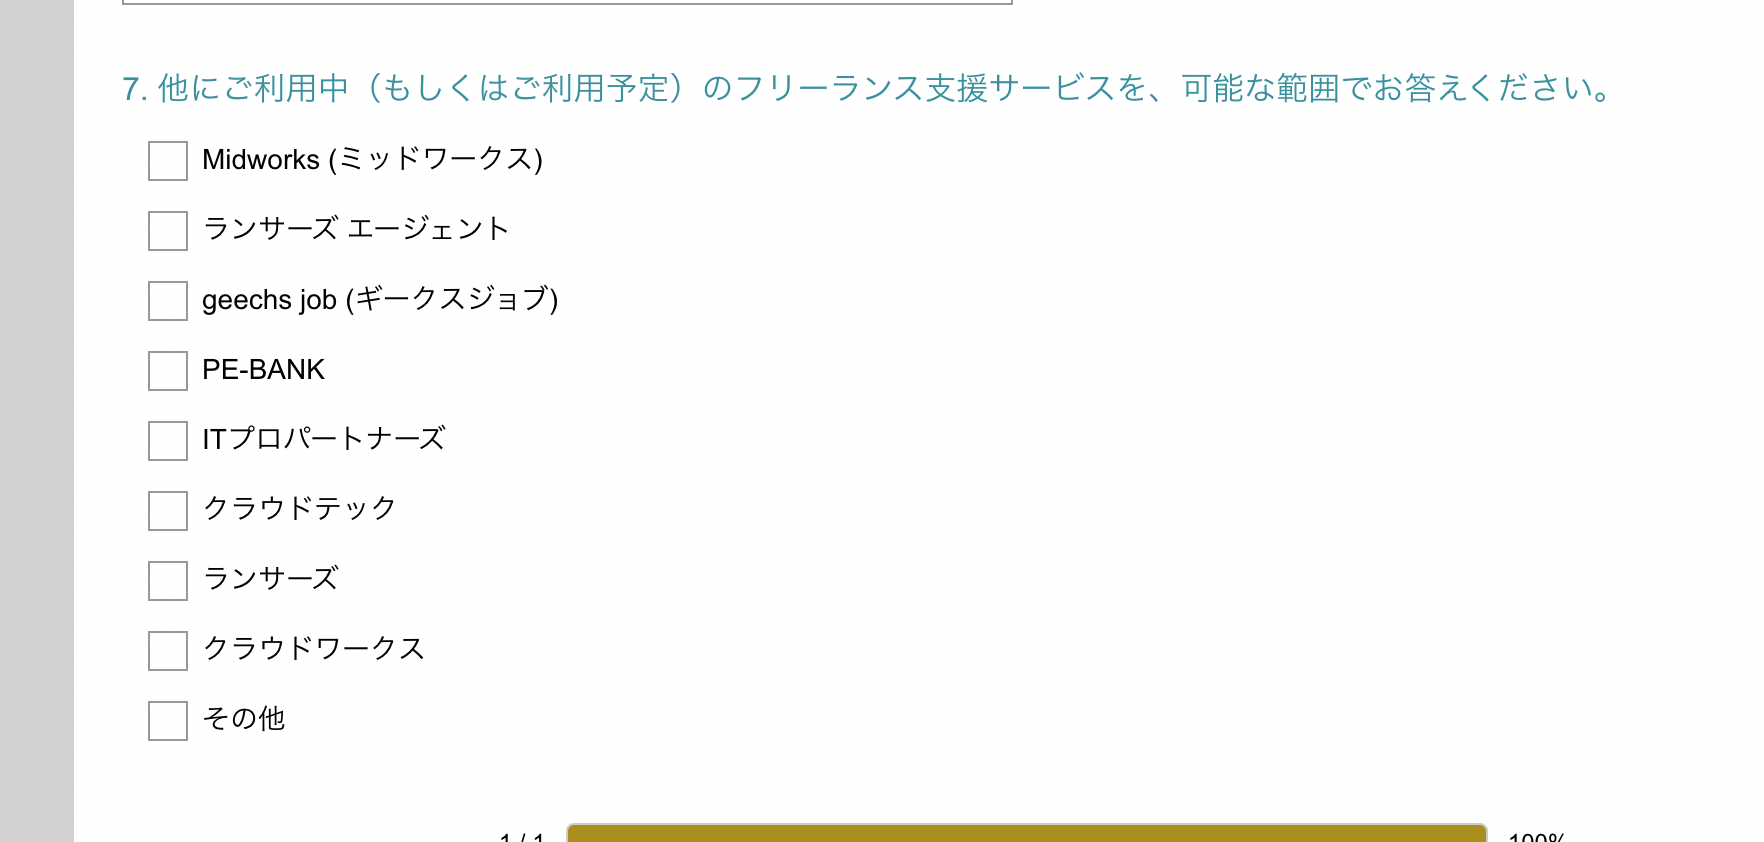 7. 他にご利用中（もしくはご利用予定）のフリーランス支援サービスを、可能な範囲でお答えください。
Midworks (ミッドワークス)
ランサーズ エージェント
geechs job (ギークスジョブ)
PE-BANK
ITプロパートナーズ
クラウドテック
ランサーズ
クラウドワークス
その他
1 / 1 100%